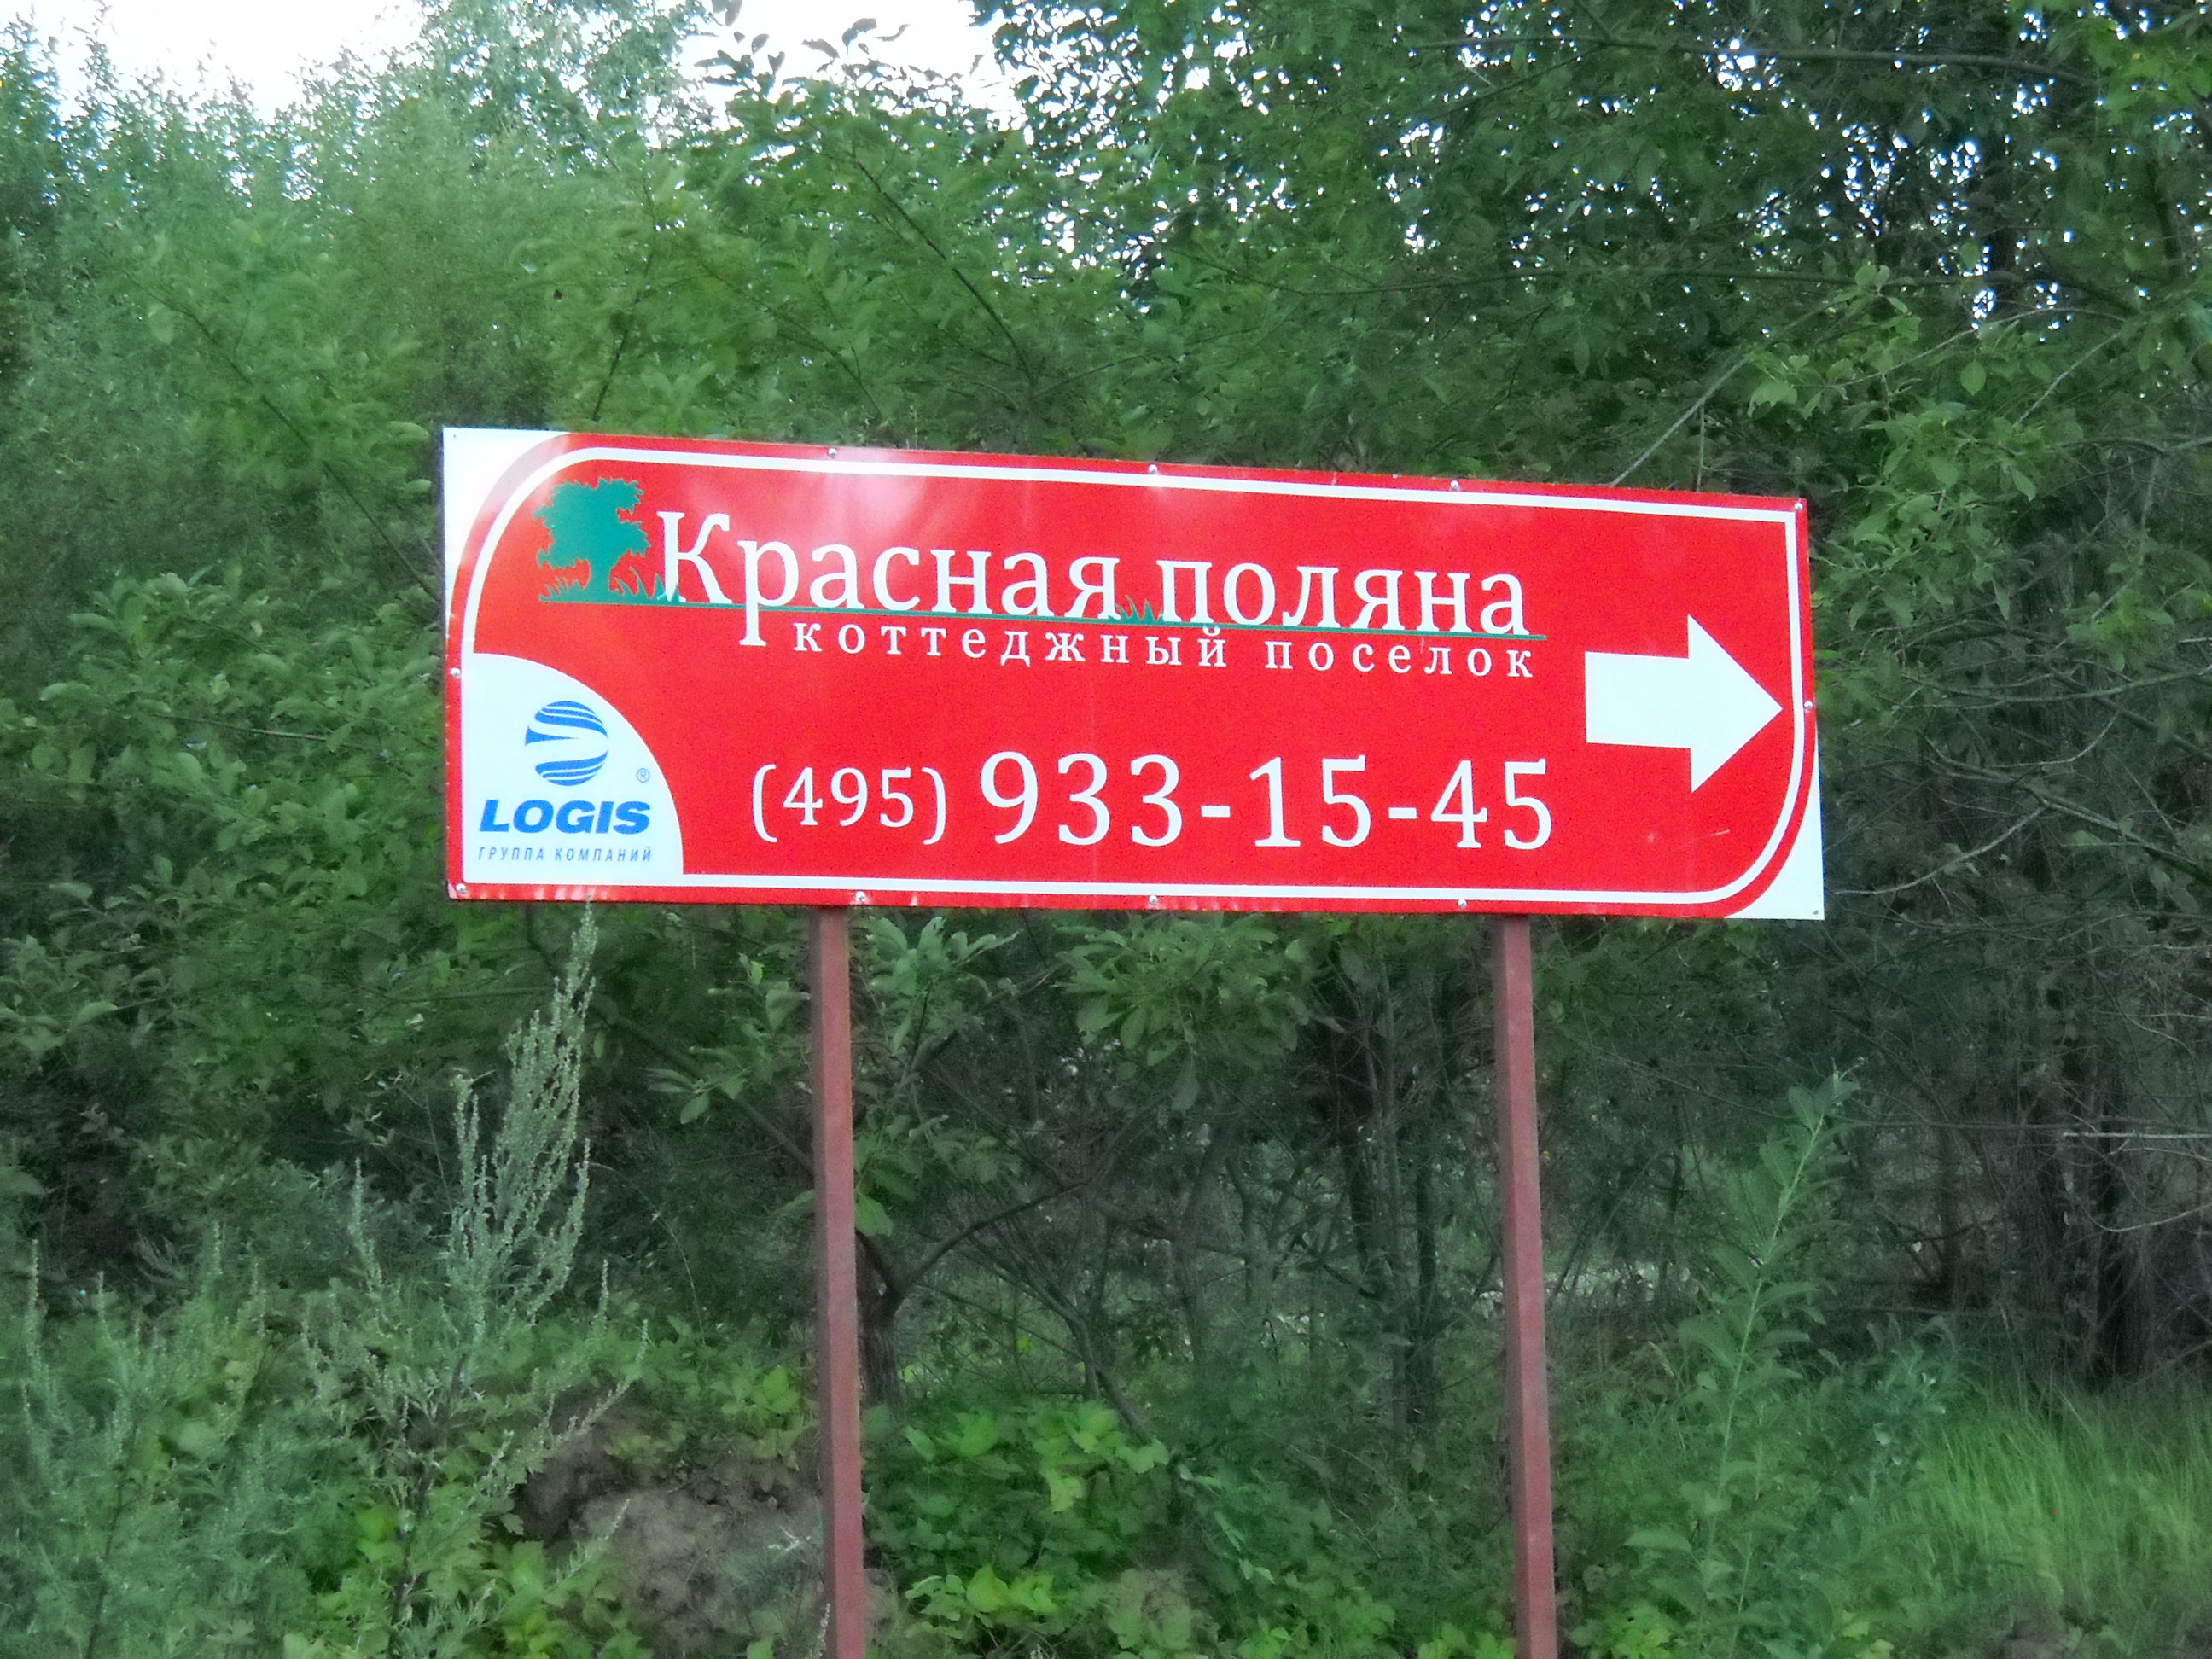 Красная поляна
коттеджный поселок
(495) 933-15-45
®
LOGIS
ГРУППА КОМПАНИЙ